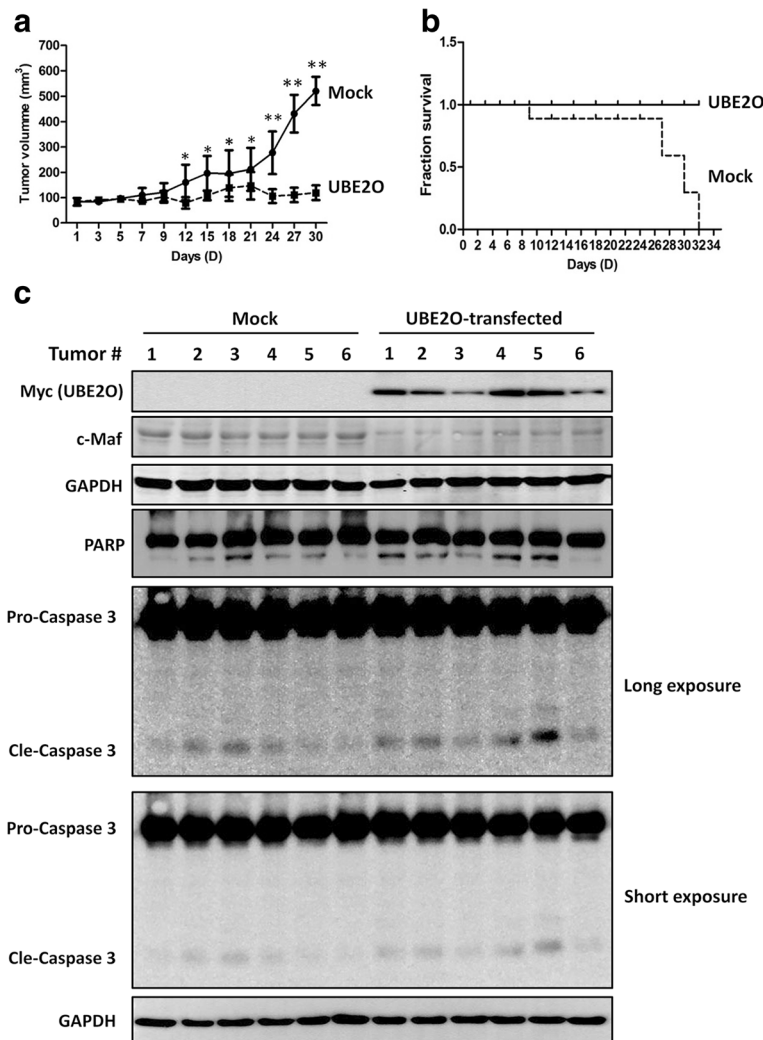 a
Tumor volumme (mm³)
700
600
500
400
300
200
100
0
* * * * ** ** **
Mock
UBE2O
1 3 5 7 9 12 15 18 21 24 27 30
Days (D)
b
Fraction survival
1.5
1.0
0.5
0.0
UBE2O
Mock
0 2 4 6 8 10 12 14 16 18 20 22 24 26 28 30 32 34
Days (D)
c
Mock UBE2O-transfected
Tumor # 1 2 3 4 5 6 1 2 3 4 5 6
Myc (UBE2O)
c-Maf
GAPDH
PARP
Pro-Caspase 3
Long exposure
Cle-Caspase 3
Pro-Caspase 3
Short exposure
Cle-Caspase 3
GAPDH